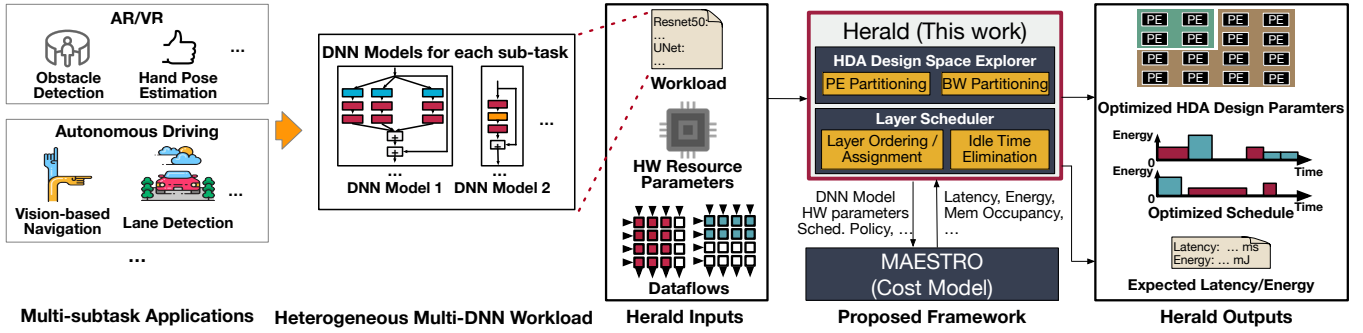 AR/VR
Obstacle
Detection
Hand Pose
Estimation
...
Autonomous Driving
Vision-based
Navigation
Lane Detection
...
...
Multi-subtask Applications
DNN Models for each sub-task
+
+
...
DNN Model 1
+
...
DNN Model 2
...
Heterogeneous Multi-DNN Workload
Resnet50:
...
UNet:
...
Workload
HW Resource
Parameters
Dataflows
Herald Inputs
Herald (This work)
HDA Design Space Explorer
PE Partitioning
BW Partitioning
Layer Scheduler
Layer Ordering /
Assignment
Idle Time
Elimination
DNN Model
HW parameters
Sched. Policy, ...
Latency, Energy,
Mem Occupancy,
...
MAESTRO
(Cost Model)
Proposed Framework
PE PE PE PE
PE PE PE PE
PE PE PE PE
PE PE PE PE
Optimized HDA Design Paramters
Energy
0
Time
Energy
0
Time
Optimized Schedule
Latency: ... ms
Energy: ... mJ
Expected Latency/Energy
Herald Outputs